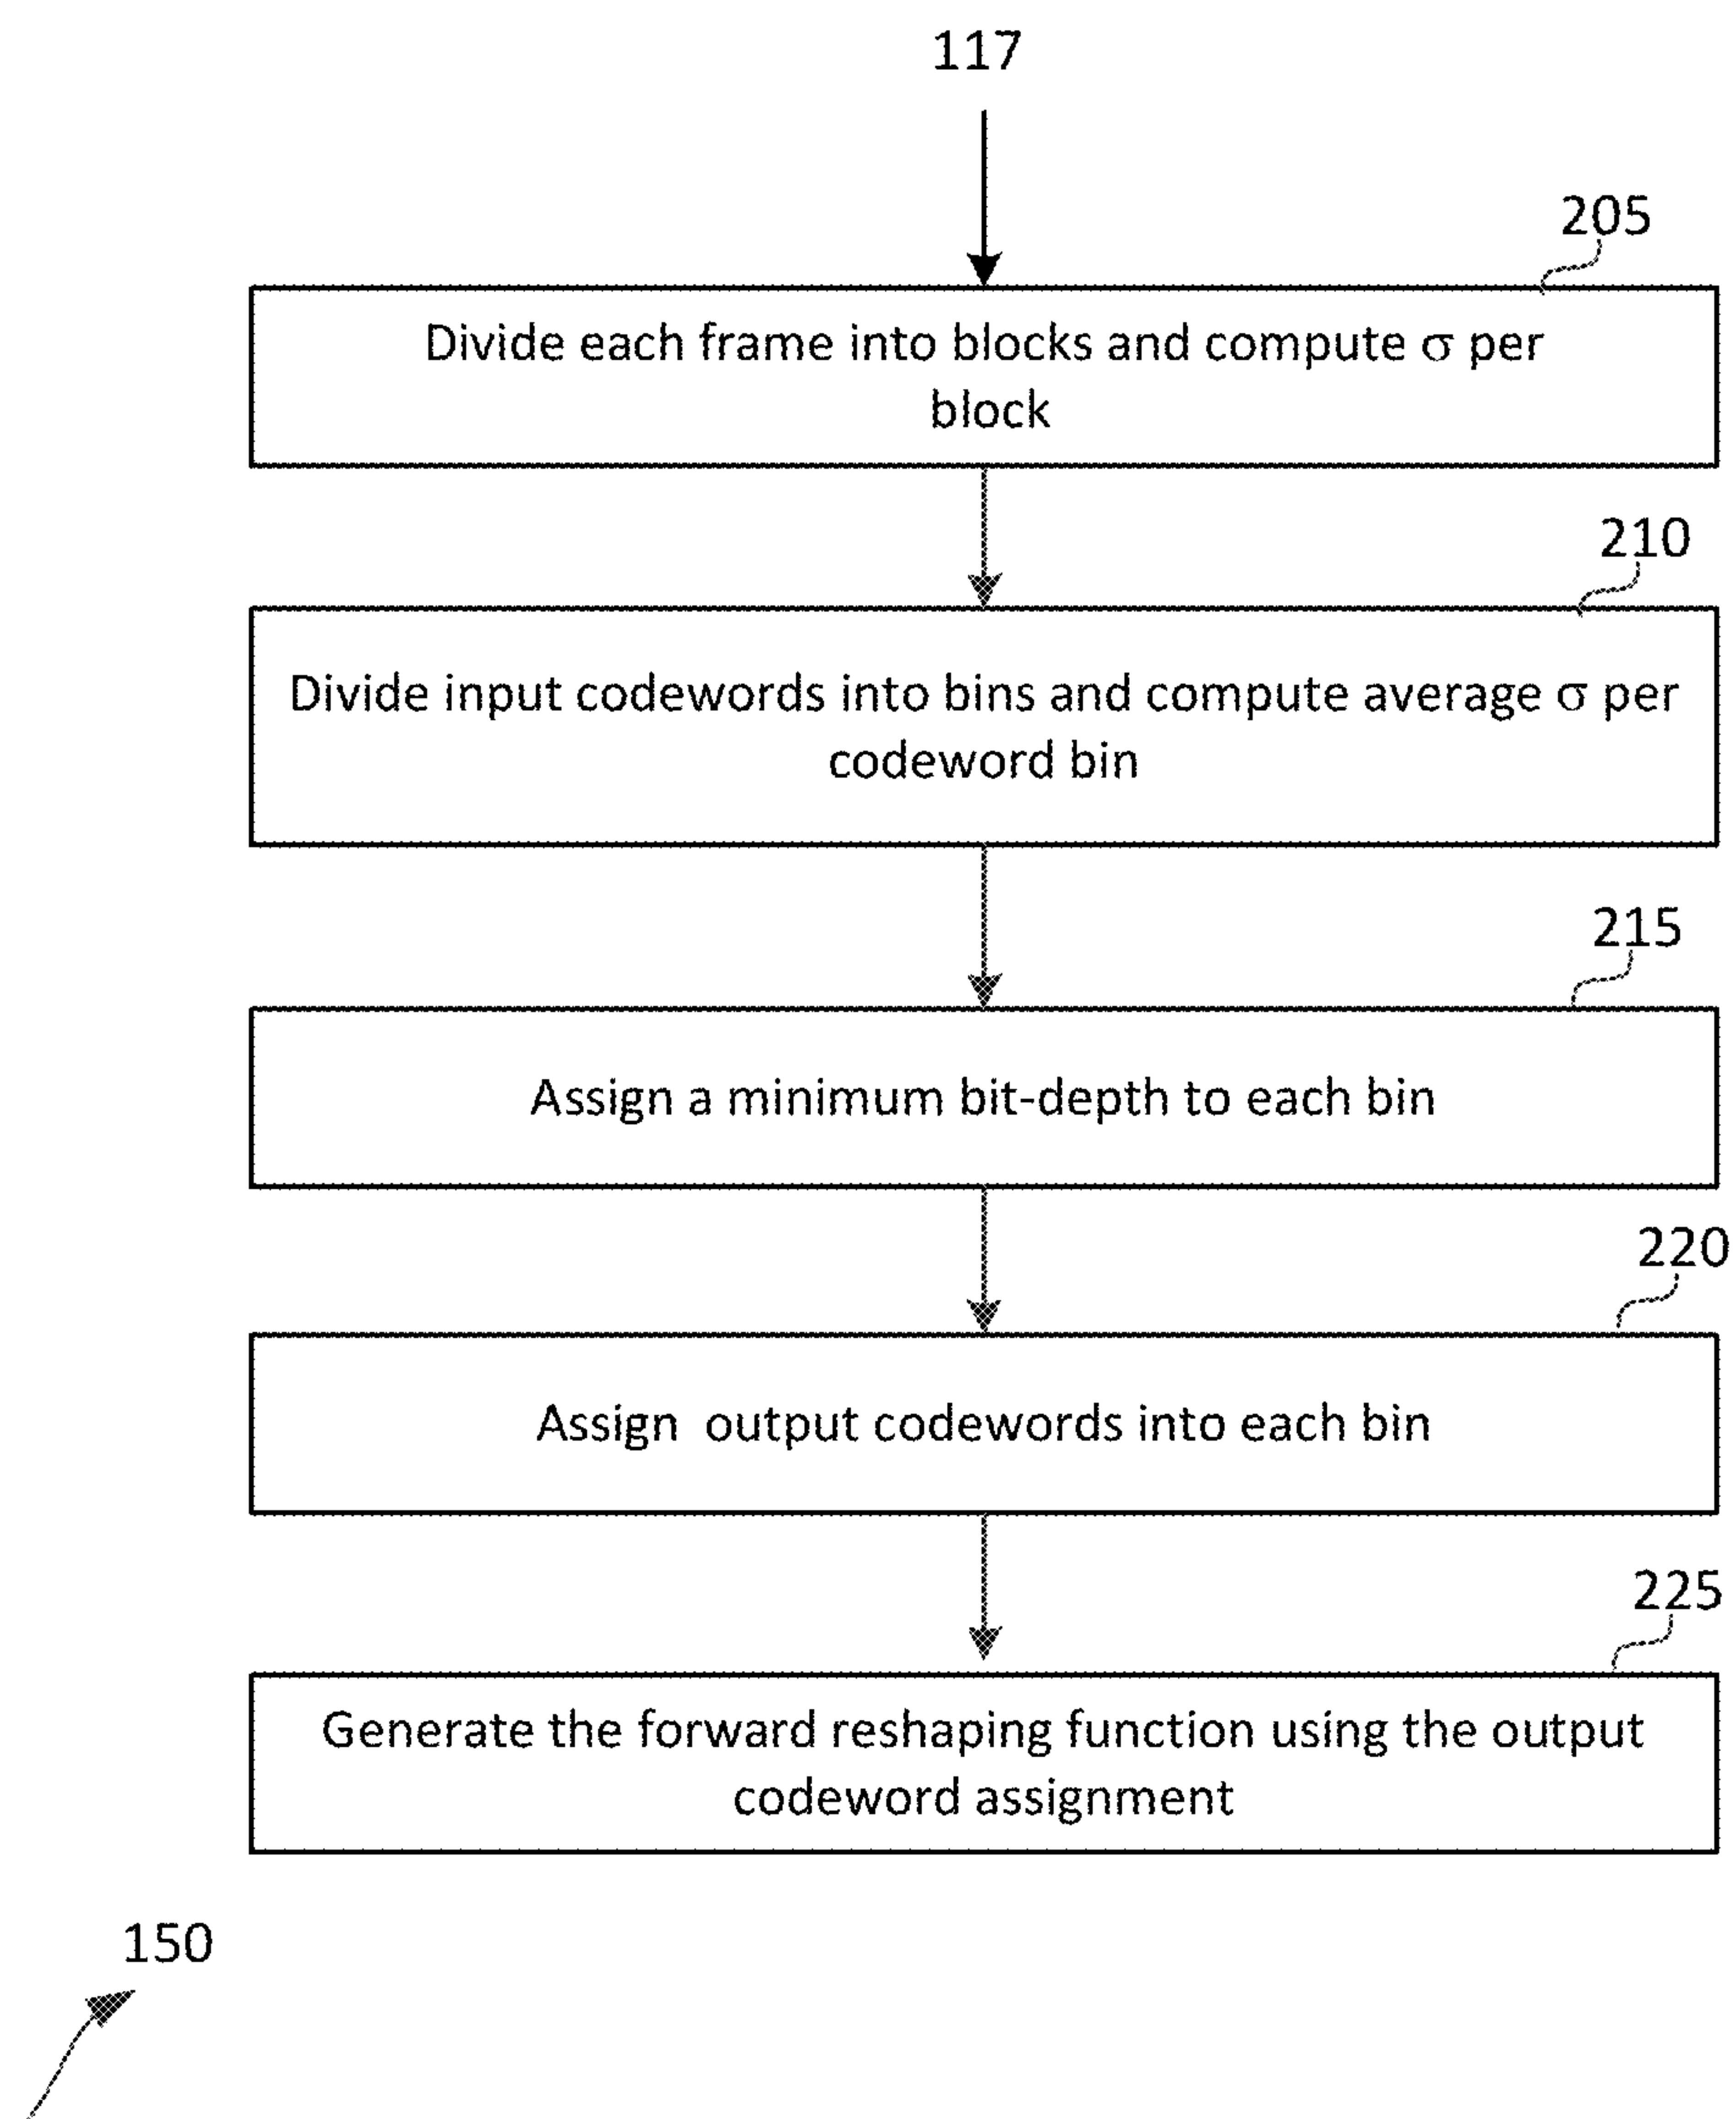 117
205
Divide each frame into blocks and compute σ per
block
210
Divide input codewords into bins and compute average σ per
codeword bin
215
Assign a minimum bit-depth to each bin
220
Assign output codewords into each bin
225
Generate the forward reshaping function using the output
codeword assignment
150